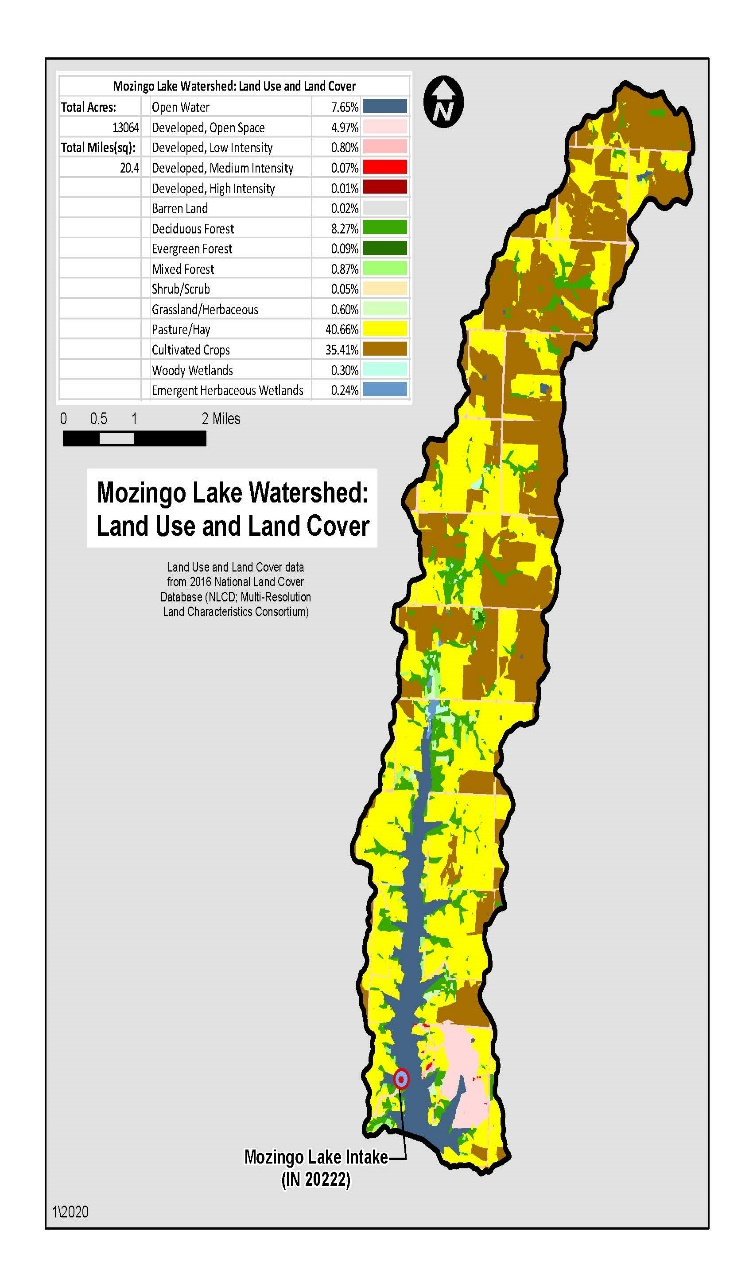 Mozingo Lake Watershed: Land Use and Land Cover
Total Acres: Open Water 7.65%
13064 Developed, Open Space 4.97%
Total Miles(sq): Developed, Low Intensity 0.80%
20.4 Developed, Medium Intensity 0.07%
Developed, High Intensity 0.01%
Barren Land 0.02%
Deciduous Forest 8.27%
Evergreen Forest 0.09%
Mixed Forest 0.87%
Shrub/Scrub 0.05%
Grassland/Herbaceous 0.60%
Pasture/Hay 40.66%
Cultivated Crops 35.41%
Woody Wetlands 0.30%
Emergent Herbaceous Wetlands 0.24%
N
0 0.5 1 2 Miles
Mozingo Lake Watershed:
Land Use and Land Cover
Land Use and Land Cover data
from 2016 National Land Cover
Database (NLCD; Multi-Resolution
Land Characteristics Consortium)
Mozingo Lake Intake
(IN 20222)
1\2020